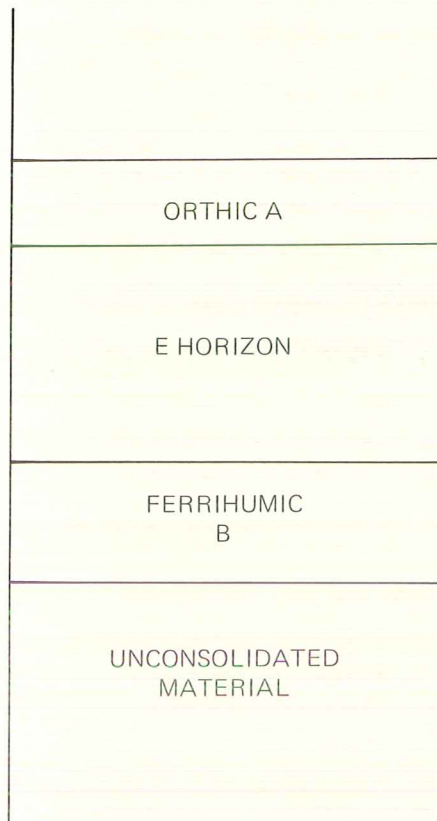 ORTHIC A
E HORIZON
FERRIHUMIC
B
UNCONSOLIDATED
MATERIAL